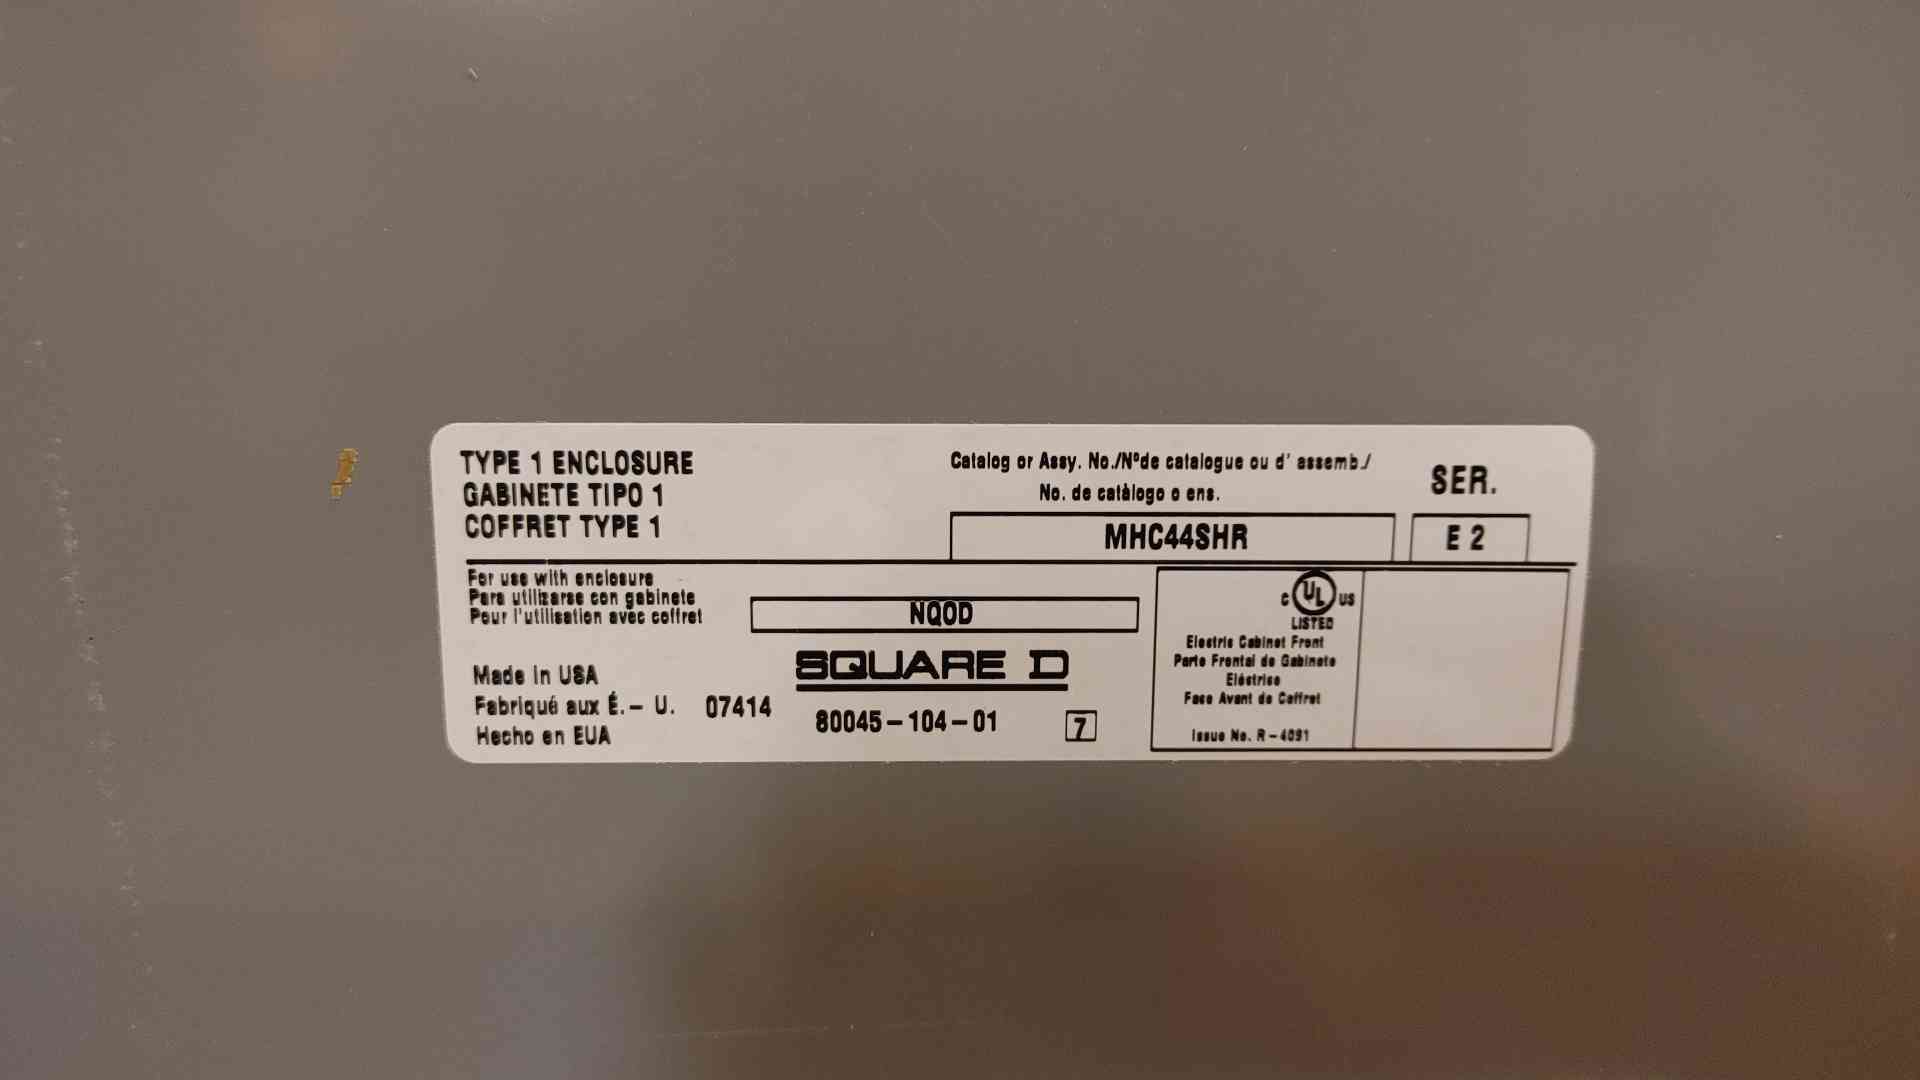 TYPE 1 ENCLOSURE
GABINETE TIPO 1
COFFRET TYPE 1
Catalog or Assy. No./Nºde catalogue ou d' assemb./
No. de catàlogo o ens.
SER.
MHC44SHR
E 2
For use with enclosure
Para utilizarse con gabinete
Pour l'utilisation avec coffret
NQOD
Made in USA
Fabriqué aux É.– U. 07414
Hecho en EUA
SQUARE D
80045–104–01
7
C UL US
LISTED
Electric Cabinet Front
Parte Frontal de Gabinete
Eléctrico
Face Avant de Coffret
Issue No. R–4091